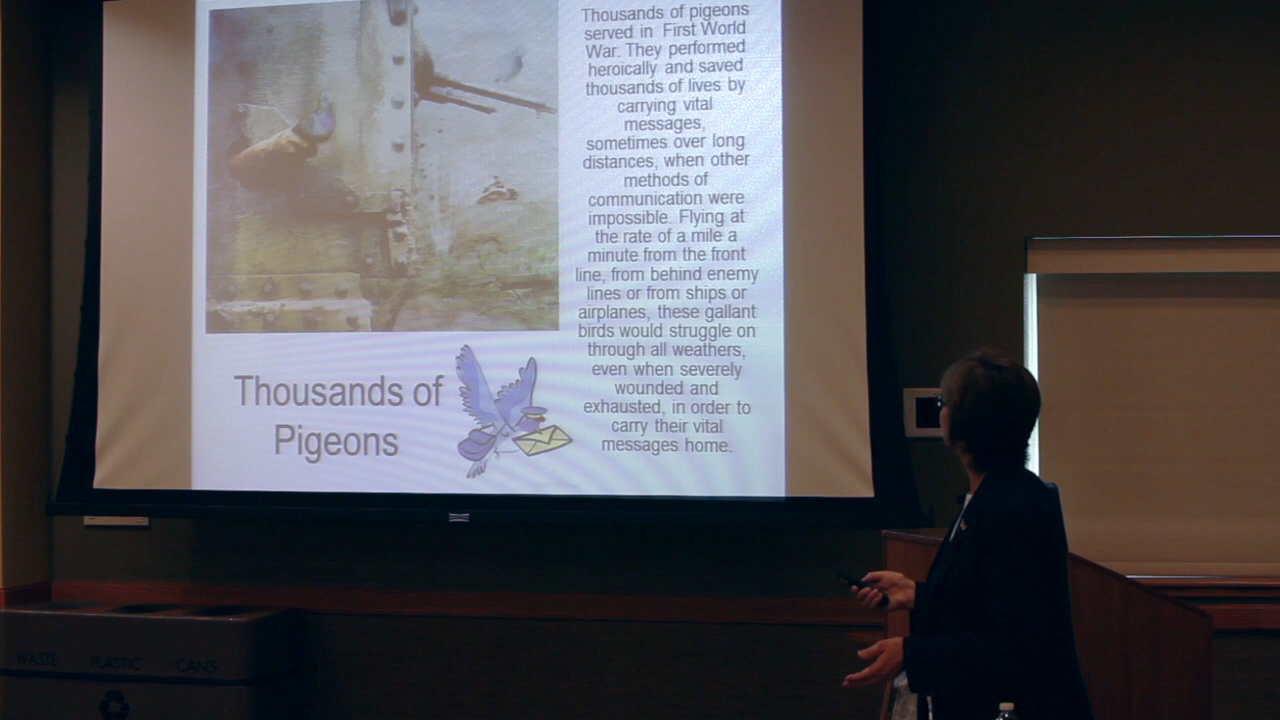 Thousands of pigeons
served in First World
War. They performed
heroically and saved
thousands of lives by
carrying vital
messages,
sometimes over long
distances, when other
methods of
communication were
impossible. Flying at
the rate of a mile a
minute from the front
line, from behind enemy
lines or from ships or
airplanes, these gallant
birds would struggle on
through all weathers,
even when severely
wounded and
exhausted, in order to
carry their vital
messages home.
Thousands of
Pigeons
WASTE PLASTIC CANS